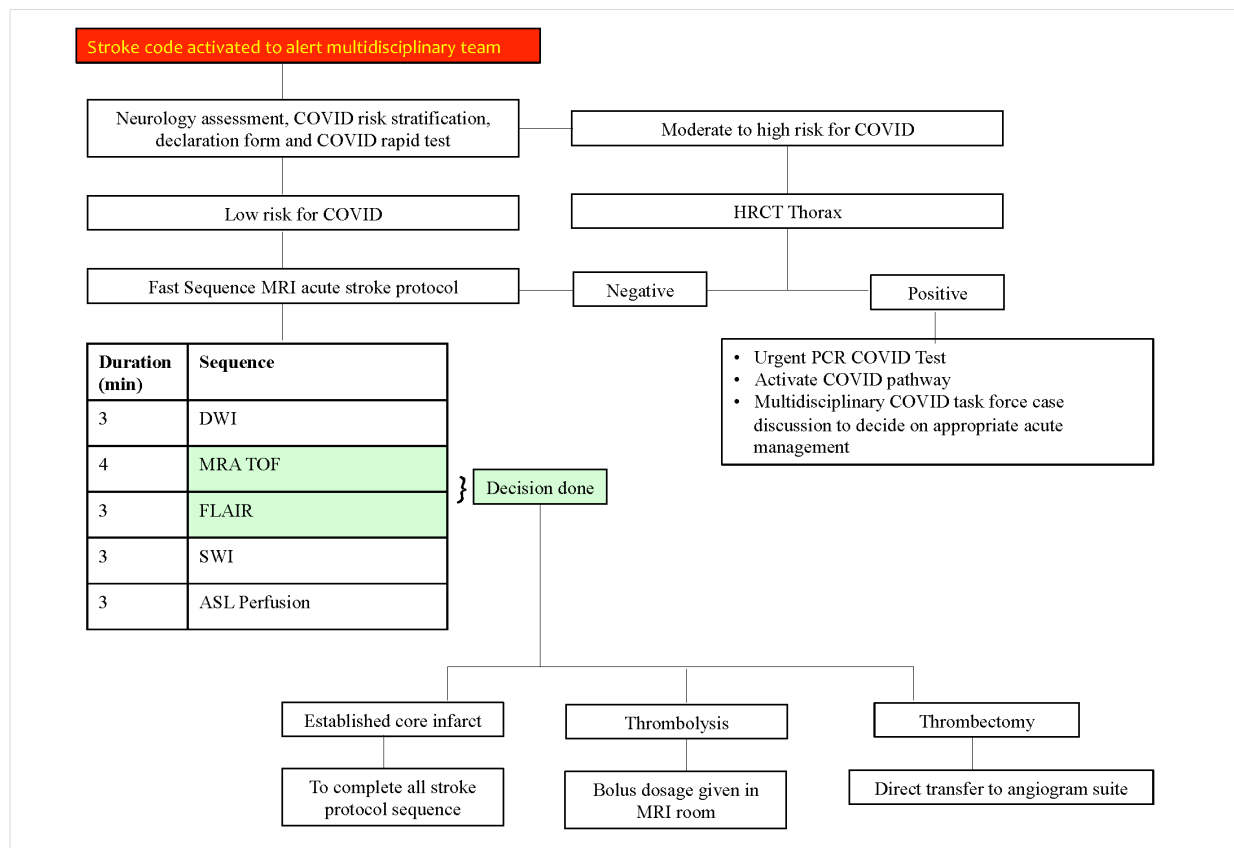 Stroke code activated to alert multidisciplinary team
Neurology assessment, COVID risk stratification,
declaration form and COVID rapid test
Moderate to high risk for COVID
Low risk for COVID
HRCT Thorax
Fast Sequence MRI acute stroke protocol
Negative
Positive
• Urgent PCR COVID Test
• Activate COVID pathway
• Multidisciplinary COVID task force case
discussion to decide on appropriate acute
management
Duration
(min)
Sequence
3 DWI
4 MRA TOF
3 FLAIR
3 SWI
3 ASL Perfusion
} Decision done
Established core infarct
Thrombolysis
Thrombectomy
To complete all stroke
protocol sequence
Bolus dosage given in
MRI room
Direct transfer to angiogram suite